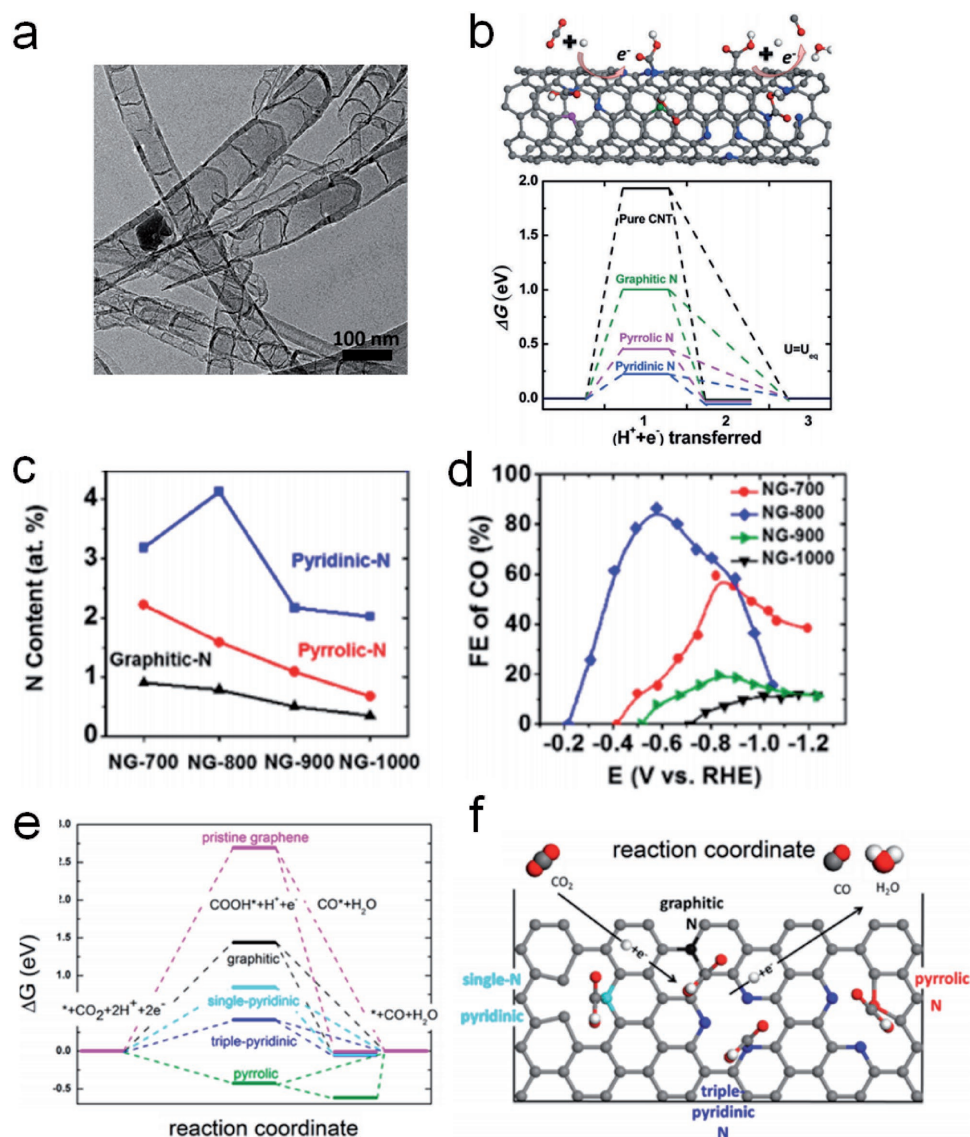 a
100 nm
b
e-
e-
2.0
1.5
1.0
0.5
0.0
ΔG (eV)
Pure CNT
Graphitic N
Pyrrolic N
Pyridinic N
U=Ueq
1 2 3
(H++e-) transferred
c
4
3
2
1
0
N Content (at. %)
Pyridinic-N
Pyrrolic-N
Graphitic-N
NG-700 NG-800 NG-900 NG-1000
d
100
80
60
40
20
0
FE of CO (%)
NG-700
NG-800
NG-900
NG-1000
-0.2 -0.4 -0.6 -0.8 -1.0 -1.2
E (V vs. RHE)
e
3.0
2.5
2.0
1.5
1.0
0.5
0.0
-0.5
ΔG (eV)
pristine graphene
COOH*+H++e-
CO*+H2O
graphitic
single-pyridinic
*+CO2+2H++2e-
*+CO+H2O
triple-pyridinic
pyrrolic
reaction coordinate
f
reaction coordinate
CO2
CO
H2O
graphitic
N
+e-
+e-
single-N
pyridinic
pyrrolic
N
triple-
pyridinic
N